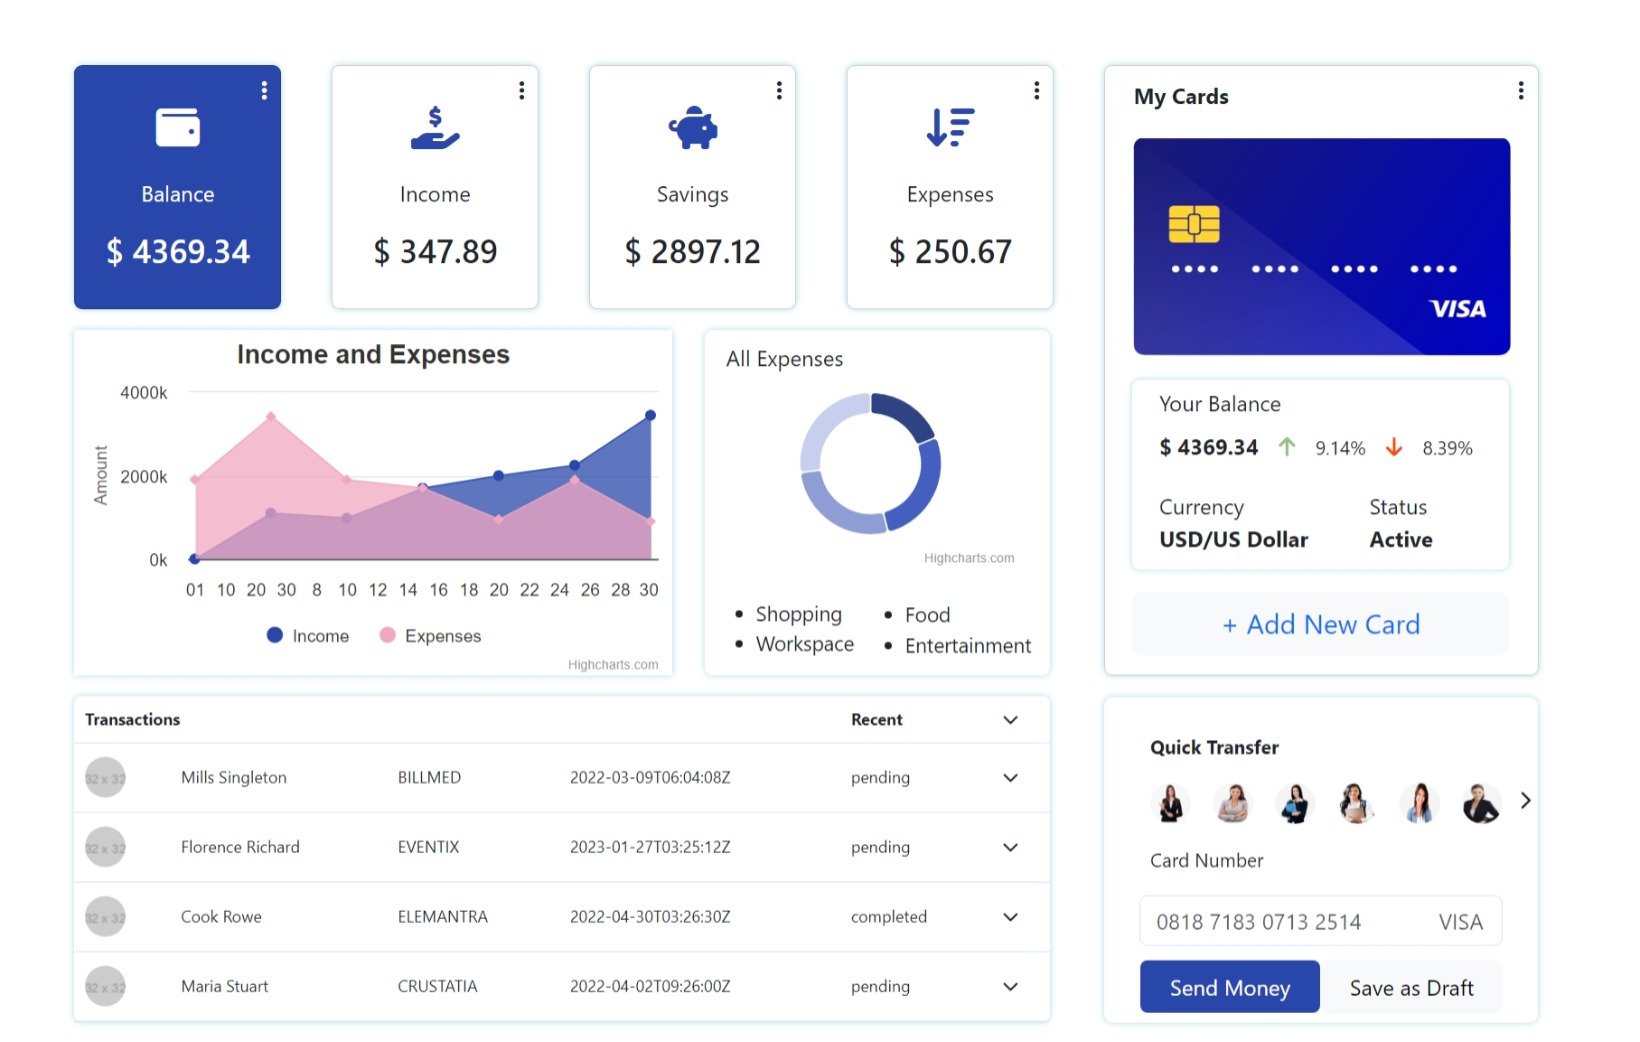 Balance
$ 4369.34
Income
$ 347.89
Savings
$ 2897.12
Expenses
$ 250.67
My Cards
VISA
Your Balance
$ 4369.34 9.14% 8.39%
Currency Status
USD/US Dollar Active
+ Add New Card
Income and Expenses
Amount
4000k
2000k
0k
01 10 20 30 8 10 12 14 16 18 20 22 24 26 28 30
Income Expenses
Highcharts.com
All Expenses
Highcharts.com
Shopping Food
Workspace Entertainment
Transactions Recent
32 x 32 Mills Singleton BILLMED 2022-03-09T06:04:08Z pending
32 x 32 Florence Richard EVENTIX 2023-01-27T03:25:12Z pending
32 x 32 Cook Rowe ELEMANTRA 2022-04-30T03:26:30Z completed
32 x 32 Maria Stuart CRUSTATIA 2022-04-02T09:26:00Z pending
Quick Transfer
Card Number
0818 7183 0713 2514 VISA
Send Money Save as Draft